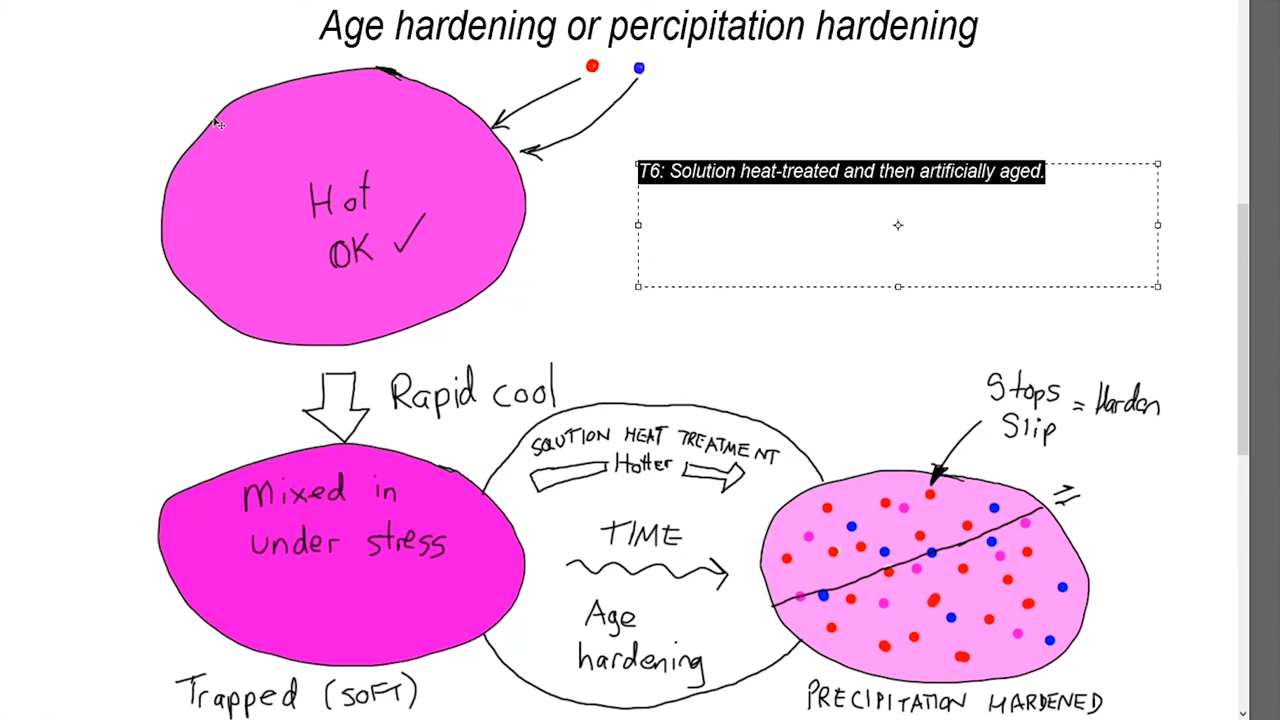 Age hardening or percipitation hardening
Hot
OK
T6: Solution heat-treated and then artificially aged.
Rapid cool
Stops = Harden
Slip
SOLUTION HEAT TREATMENT
Hotter
Mixed in
under stress
TIME
Age
hardening
Trapped (SOFT)
PRECIPITATION HARDENED